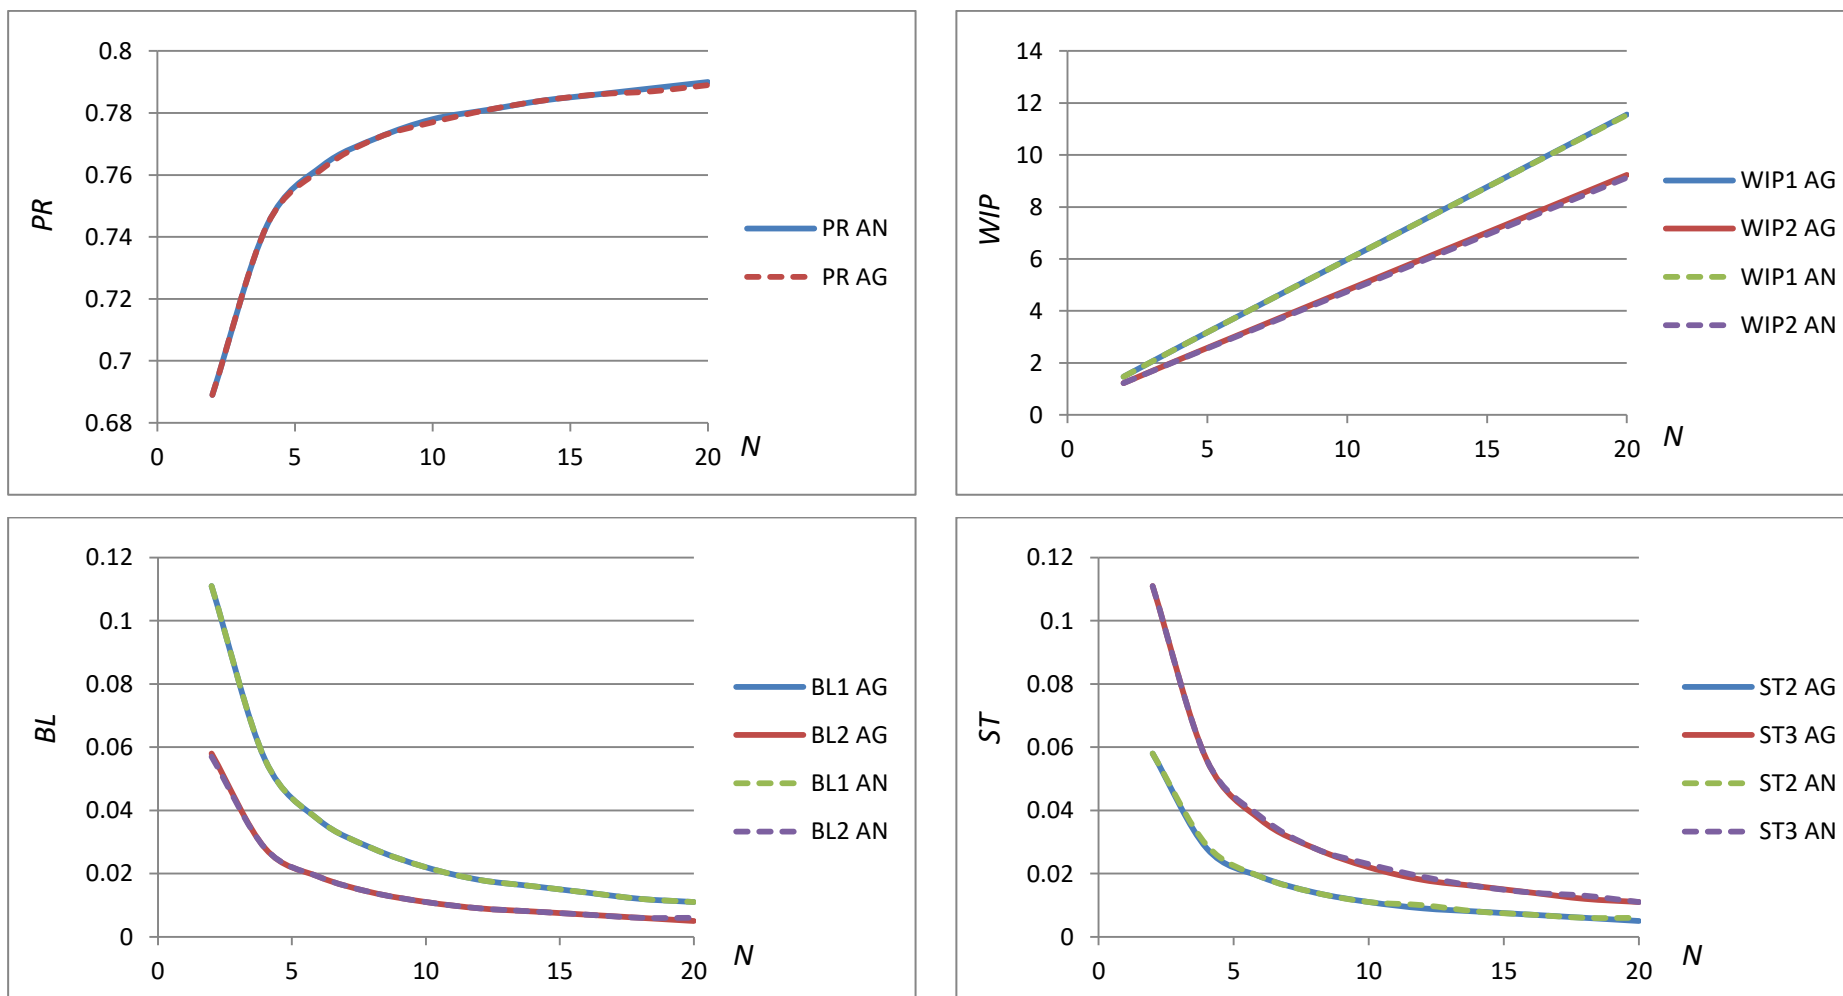 0.8
0.78
0.76
0.74
0.72
0.7
0.68
PR
0 5 10 15 20
N
PR AN
PR AG
14
12
10
8
6
4
2
0
WIP
0 5 10 15 20
N
WIP1 AG
WIP2 AG
WIP1 AN
WIP2 AN
0.12
0.1
0.08
0.06
0.04
0.02
0
BL
0 5 10 15 20
N
BL1 AG
BL2 AG
BL1 AN
BL2 AN
0.12
0.1
0.08
0.06
0.04
0.02
0
ST
0 5 10 15 20
N
ST2 AG
ST3 AG
ST2 AN
ST3 AN